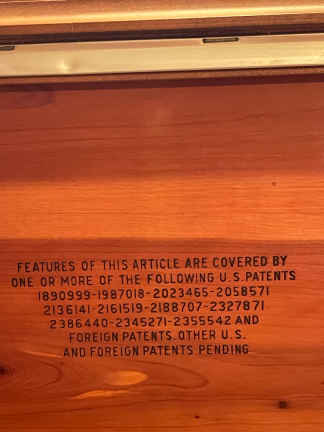 FEATURES OF THIS ARTICLE ARE COVERED BY
ONE OR MORE OF THE FOLLOWING U.S. PATENTS
1890999-1987018-2023465-2058571
2136141-2161519-2188707-2327871
2386440-2345271-2355542 AND
FOREIGN PATENTS. OTHER U.S.
AND FOREIGN PATENTS PENDING